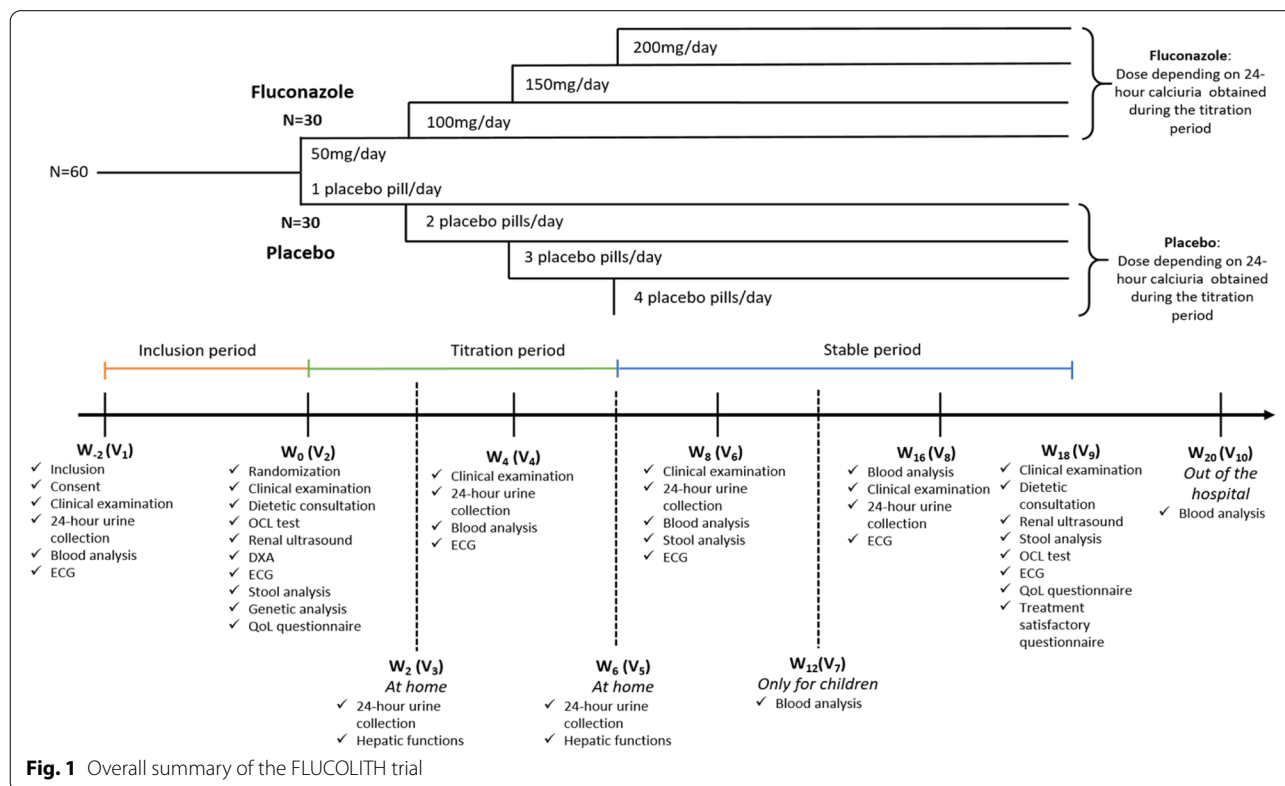 200mg/day
Fluconazole:
Dose depending on 24-
hour calciuria obtained
during the titration
period
150mg/day
Fluconazole
N=30
100mg/day
50mg/day
N=60
1 placebo pill/day
N=30
Placebo
2 placebo pills/day
3 placebo pills/day
4 placebo pills/day
Placebo:
Dose depending on 24-
hour calciuria obtained
during the titration
period
Inclusion period
Titration period
Stable period
W-2 (V1)
✓ Inclusion
✓ Consent
✓ Clinical examination
✓ 24-hour urine
collection
✓ Blood analysis
✓ ECG
W0 (V2)
✓ Randomization
✓ Clinical examination
✓ Dietetic consultation
✓ OCL test
✓ Renal ultrasound
✓ DXA
✓ ECG
✓ Stool analysis
✓ Genetic analysis
✓ QoL questionnaire
W2 (V3)
At home
✓ 24-hour urine
collection
✓ Hepatic functions
W4 (V4)
✓ Clinical examination
✓ 24-hour urine
collection
✓ Blood analysis
✓ ECG
W6 (V5)
At home
✓ 24-hour urine
collection
✓ Hepatic functions
W8 (V6)
✓ Clinical examination
✓ 24-hour urine
collection
✓ Blood analysis
✓ Stool analysis
✓ ECG
W12(V7)
Only for children
✓ Blood analysis
W16 (V8)
✓ Blood analysis
✓ Clinical examination
✓ 24-hour urine
collection
✓ ECG
W18 (V9)
✓ Clinical examination
✓ Dietetic
consultation
✓ Renal ultrasound
✓ Stool analysis
✓ OCL test
✓ ECG
✓ QoL questionnaire
✓ Treatment
satisfactory
questionnaire
W20 (V10)
Out of the
hospital
✓ Blood analysis
Fig. 1 Overall summary of the FLUCOLITH trial